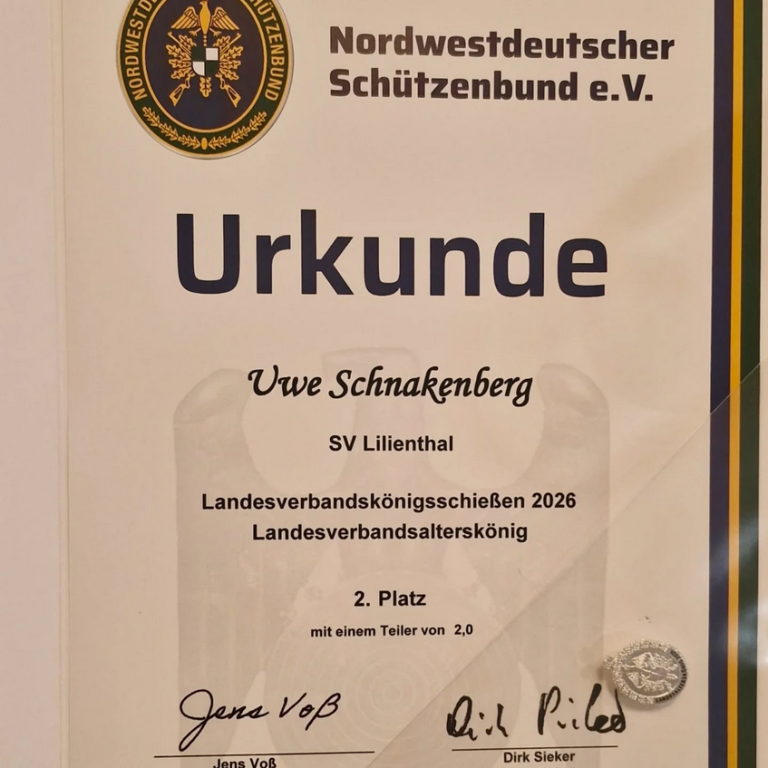 Nordwestdeutscher
Schützenbund e.V.
Urkunde
Uwe Schnakenberg
SV Lilienthal
Landesverbandskönigsschießen 2026
Landesverbandsalterskönig
2. Platz
mit einem Teiler von 2,0
Jens Voß
Jens Voß
Dirk Sieker